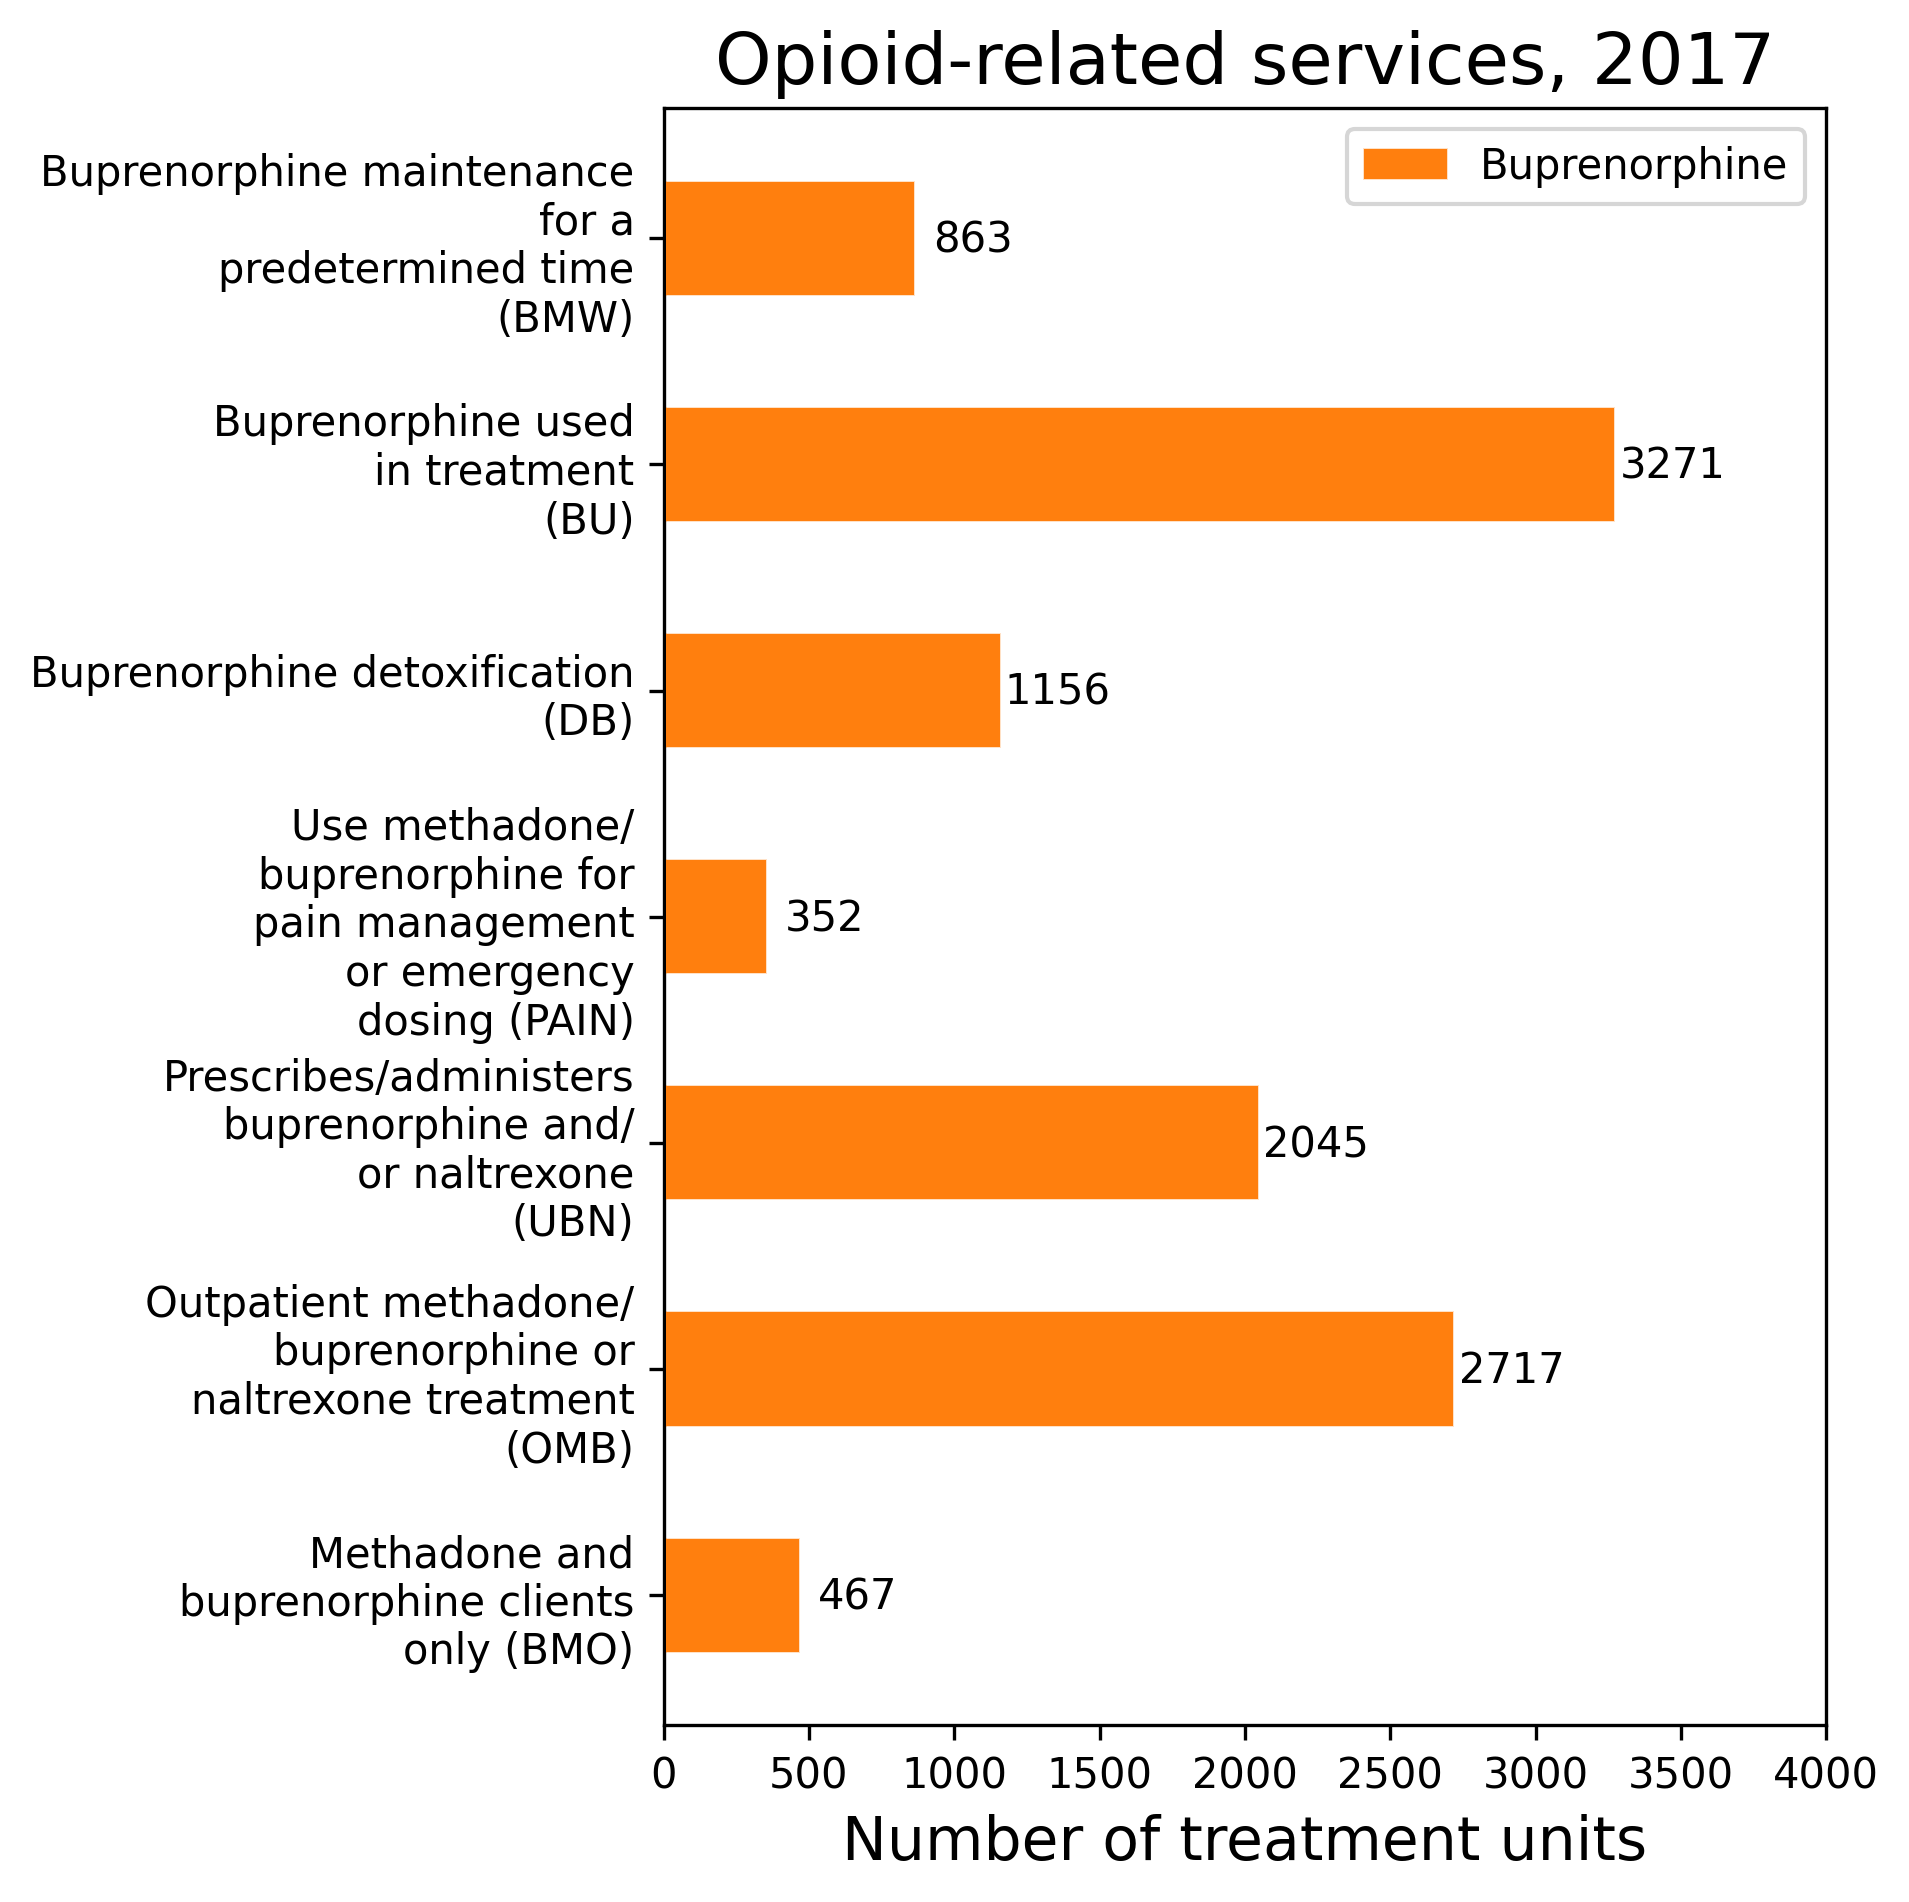 Opioid-related services, 2017
Buprenorphine
Buprenorphine maintenance
for a
predetermined time
(BMW)
863
Buprenorphine used
in treatment
(BU)
3271
Buprenorphine detoxification
(DB)
1156
Use methadone/
buprenorphine for
pain management
or emergency
dosing (PAIN)
352
Prescribes/administers
buprenorphine and/
or naltrexone
(UBN)
2045
Outpatient methadone/
buprenorphine or
naltrexone treatment
(OMB)
2717
Methadone and
buprenorphine clients
only (BMO)
467
0 500 1000 1500 2000 2500 3000 3500 4000
Number of treatment units